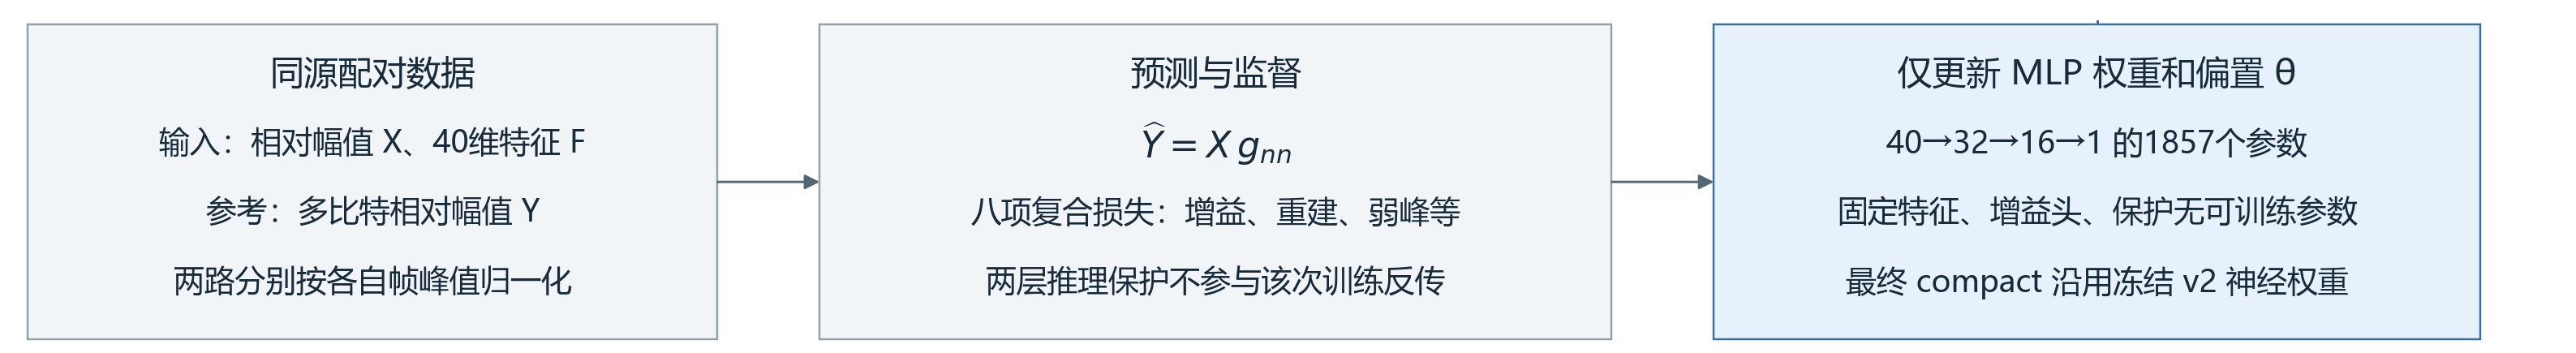 同源配对数据
输入：相对幅值 X、40维特征 F
参考：多比特相对幅值 Y
两路分别按各自帧峰值归一化
预测与监督
Ŷ = X g_nn
八项复合损失：增益、重建、弱峰等
两层推理保护不参与该次训练反传
仅更新 MLP 权重和偏置 θ
40→32→16→1 的1857个参数
固定特征、增益头、保护无可训练参数
最终 compact 沿用冻结 v2 神经权重